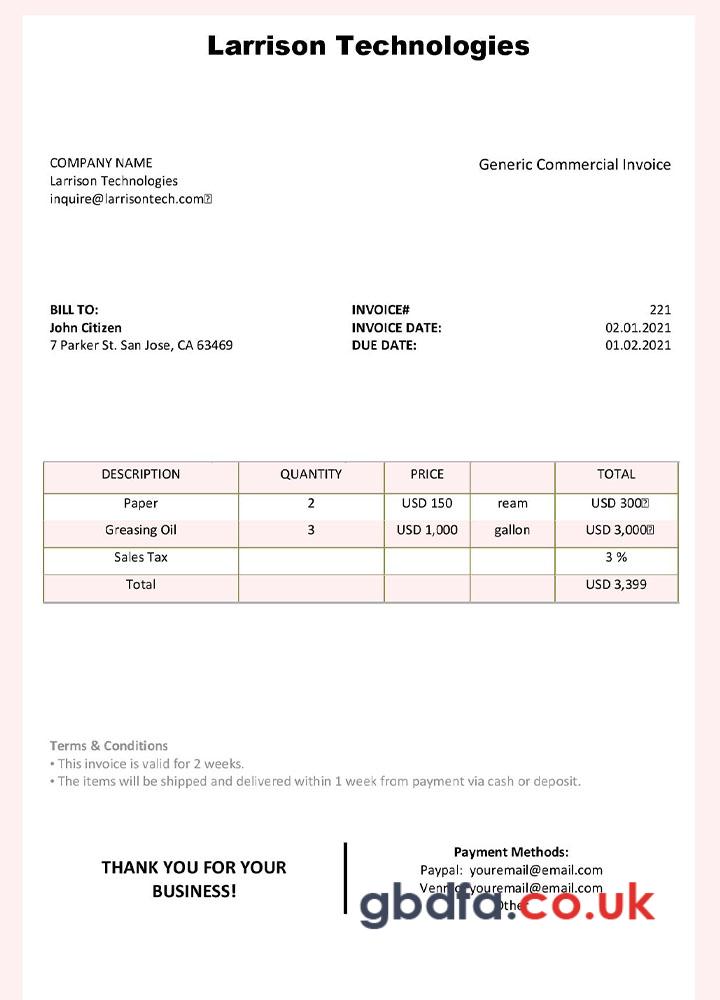 Larrison Technologies
COMPANY NAME
Larrison Technologies
inquire@larrisontech.com
Generic Commercial Invoice
BILL TO:
John Citizen
7 Parker St. San Jose, CA 63469
INVOICE# 221
INVOICE DATE: 02.01.2021
DUE DATE: 01.02.2021
DESCRIPTION QUANTITY PRICE TOTAL
Paper 2 USD 150 ream USD 300
Greasing Oil 3 USD 1,000 gallon USD 3,000
Sales Tax 3 %
Total USD 3,399
Terms & Conditions
• This invoice is valid for 2 weeks.
• The items will be shipped and delivered within 1 week from payment via cash or deposit.
THANK YOU FOR YOUR
BUSINESS!
Payment Methods:
Paypal: youremail@email.com
youremail@email.com
gbdfa.co.uk